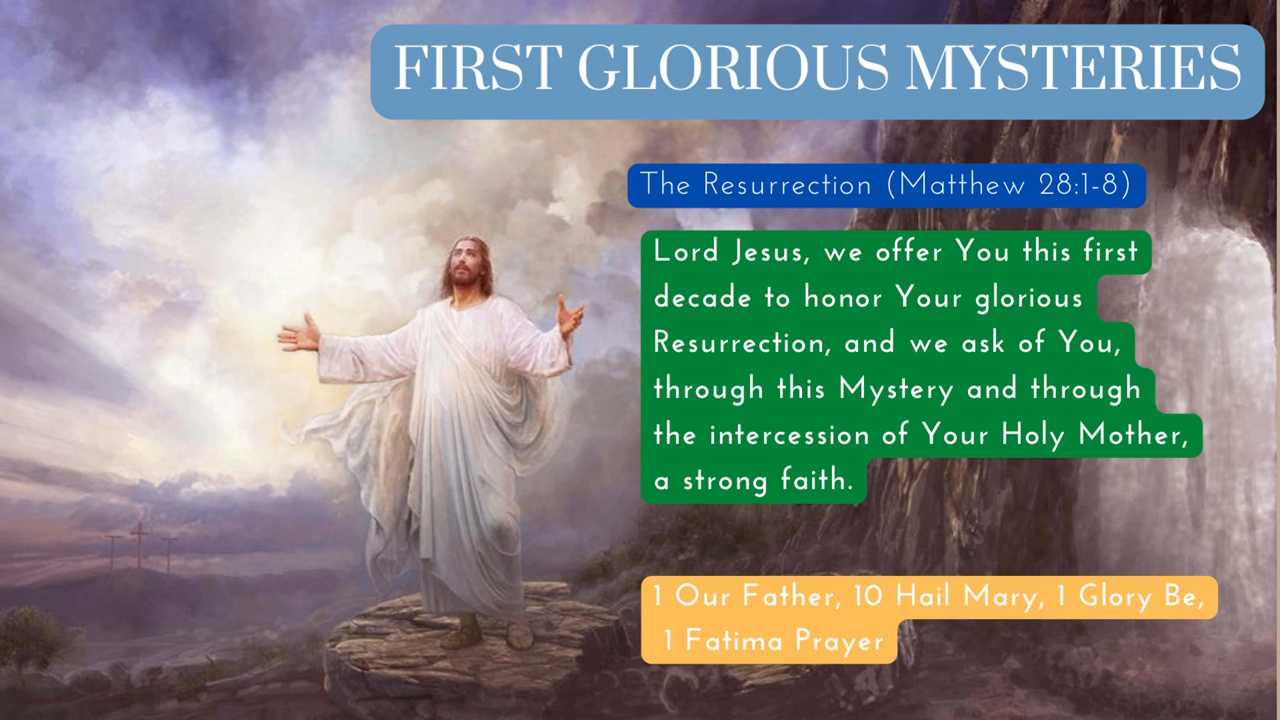 FIRST GLORIOUS MYSTERIES
The Resurrection (Matthew 28:1-8)
Lord Jesus, we offer You this first
decade to honor Your glorious
Resurrection, and we ask of You,
through this Mystery and through
the intercession of Your Holy Mother,
a strong faith.
1 Our Father, 10 Hail Mary, 1 Glory Be,
1 Fatima Prayer